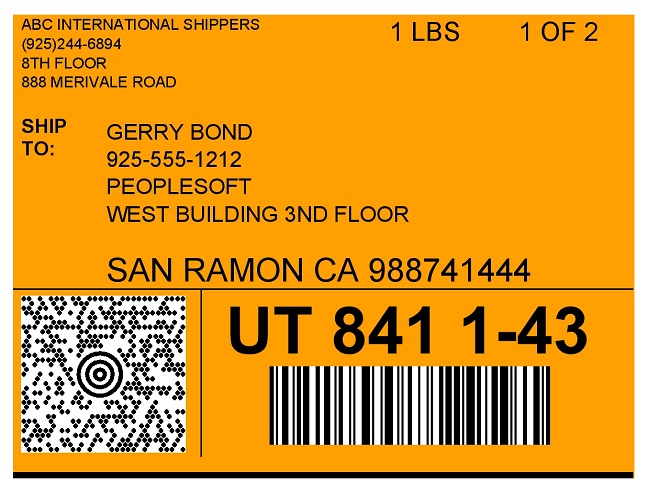 ABC INTERNATIONAL SHIPPERS
1 LBS 1 OF 2
(925)244-6894
8TH FLOOR
888 MERIVALE ROAD
SHIP TO:
GERRY BOND
925-555-1212
PEOPLESOFT
WEST BUILDING 3ND FLOOR
SAN RAMON CA 988741444
UT 841 1-43